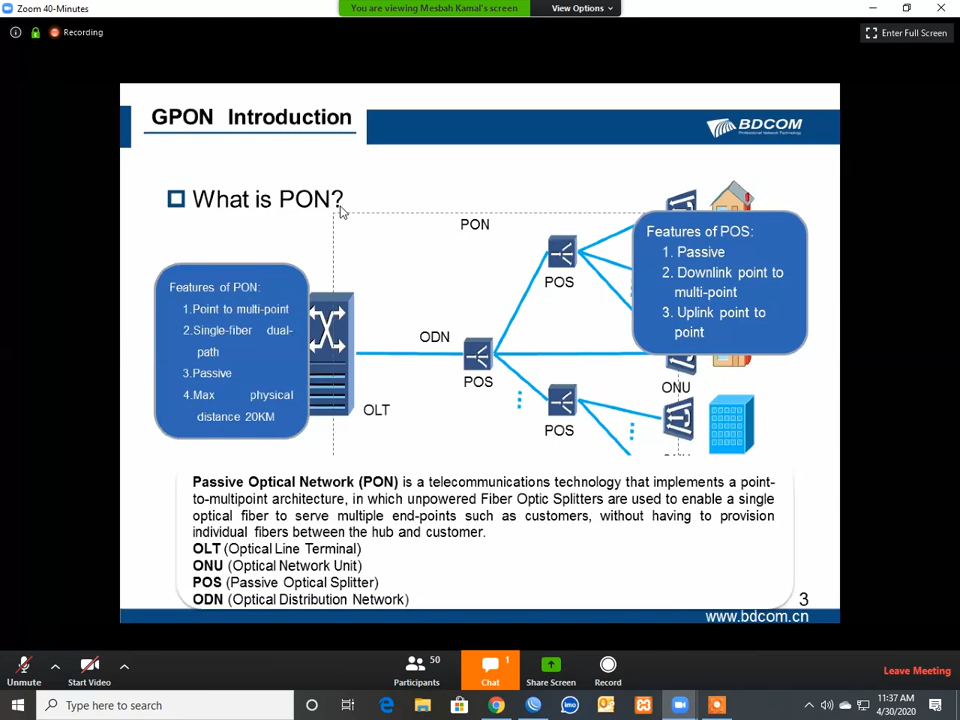 Zoom 40-Minutes
You are viewing Mesbah Kamal's screen
View Options
Recording
Enter Full Screen
GPON Introduction
BDCOM
Professional Network Technology
What is PON?
PON
Features of POS:
1. Passive
2. Downlink point to
multi-point
3. Uplink point to
point
POS
Features of PON:
1.Point to multi-point
2.Single-fiber dual-
path
3.Passive
4.Max physical
distance 20KM
ODN
POS
ONU
OLT
POS
Passive Optical Network (PON) is a telecommunications technology that implements a point-
to-multipoint architecture, in which unpowered Fiber Optic Splitters are used to enable a single
optical fiber to serve multiple end-points such as customers, without having to provision
individual fibers between the hub and customer.
OLT (Optical Line Terminal)
ONU (Optical Network Unit)
POS (Passive Optical Splitter)
ODN (Optical Distribution Network)
3
www.bdcom.cn
Unmute
Start Video
50
Participants
1
Chat
Share Screen
Record
Leave Meeting
Type here to search
imo
11:37 AM
4/30/2020